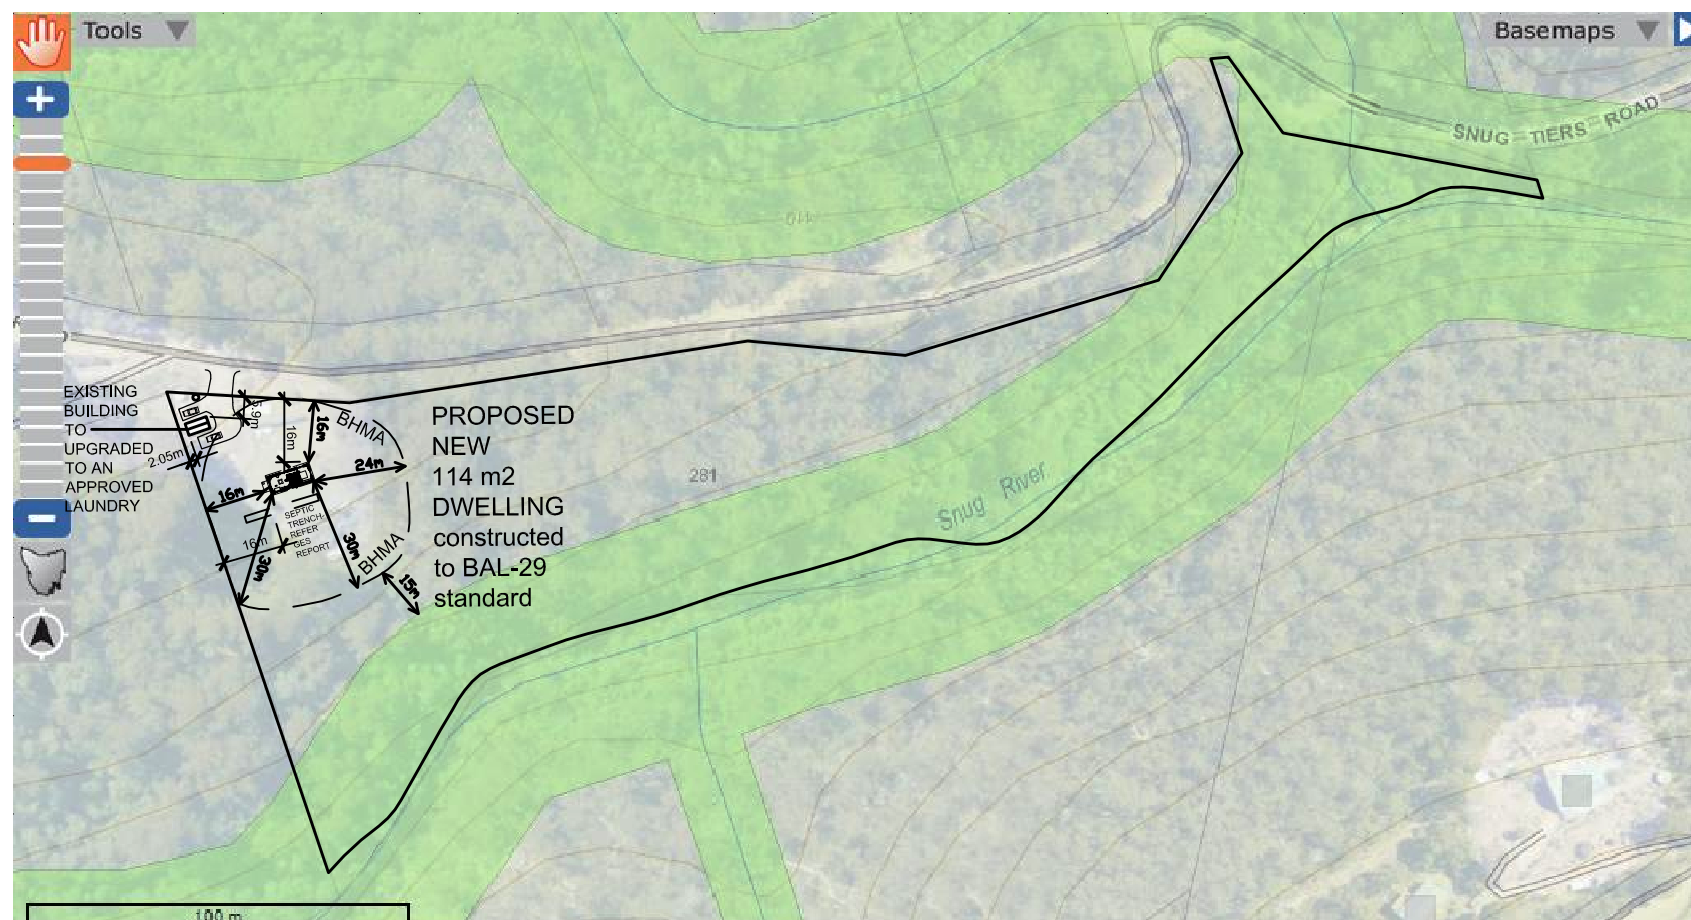 Tools
Basemaps
SNUG TIERS ROAD
EXISTING
BUILDING
TO
UPGRADED
TO AN
APPROVED
LAUNDRY
2.05m
5.9m
16m
16m
BHMA
24m
16m
SEPTIC
TRENCH-
REFER
GES
REPORT
16m
30m
30m
BHMA
15m
PROPOSED
NEW
114 m2
DWELLING
constructed
to BAL-29
standard
281
Snug River
100 m